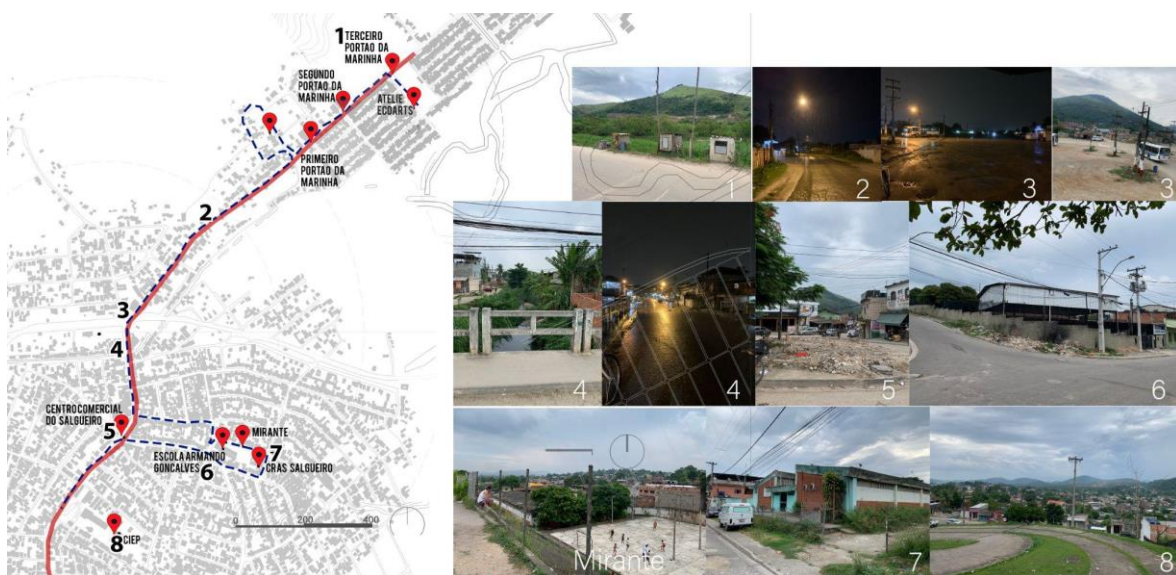 1 TERCEIRO
PORTAO DA
MARINHA
SEGUNDO
PORTAO DA
MARINHA
ATELIE
ECOARTS
PRIMEIRO
PORTAO DA
MARINHA
2
3
4
CENTRO COMERCIAL
DO SALGUEIRO
5
ESCOLA ARMANDO
GONCALVES
6
MIRANTE
7
CRAS SALGUEIRO
0 200 400
8 CIEP
1
2
3
3
4
4
5
6
Mirante
7
8